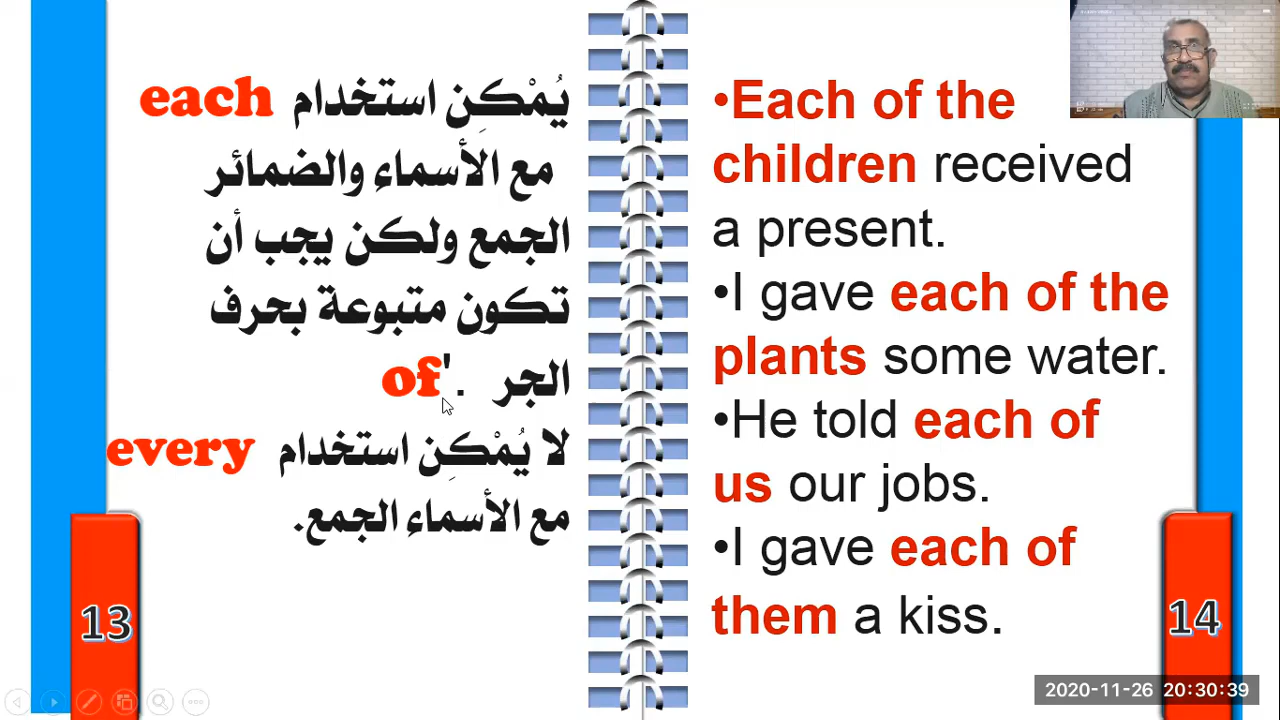 يُمْكِن استخدام each
مع الأسماء والضمائر
الجمع ولكن يجب أن
تكون متبوعة بحرف
الجر .'of
لا يُمْكِن استخدام every
مع الأسماء الجمع.
13
•Each of the
children received
a present.
•I gave each of the
plants some water.
•He told each of
us our jobs.
•I gave each of
them a kiss.
14
2020-11-26 20:30:39